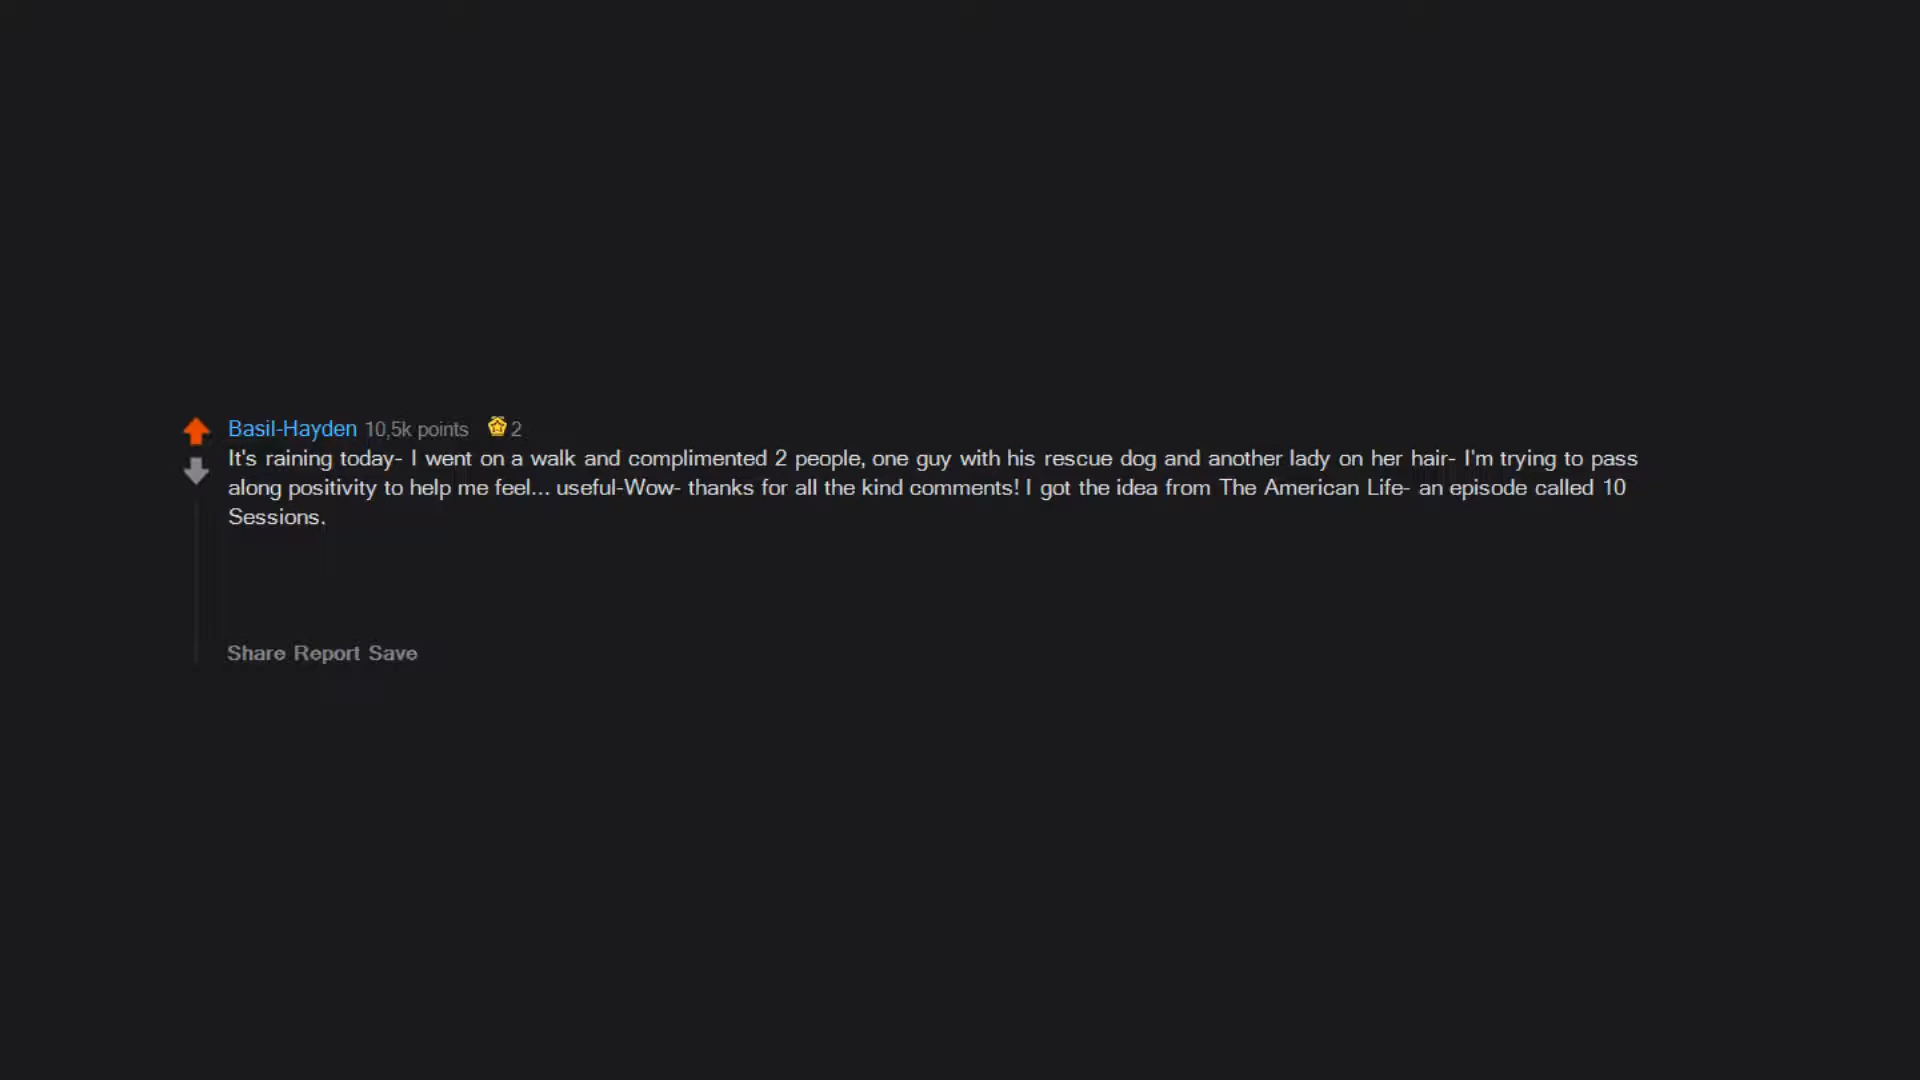 Basil-Hayden 10,5k points 2
It's raining today- I went on a walk and complimented 2 people, one guy with his rescue dog and another lady on her hair- I'm trying to pass
along positivity to help me feel... useful-Wow- thanks for all the kind comments! I got the idea from The American Life- an episode called 10
Sessions.
Share Report Save